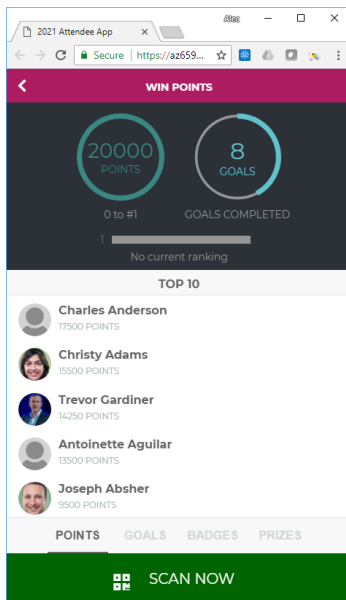 Alec
2021 Attendee App
Secure https://az659...
WIN POINTS
20000
POINTS
8
GOALS
0 to #1
GOALS COMPLETED
1
No current ranking
TOP 10
Charles Anderson
17500 POINTS
Christy Adams
15500 POINTS
Trevor Gardiner
14250 POINTS
Antoinette Aguilar
13500 POINTS
Joseph Absher
9500 POINTS
POINTS GOALS BADGES PRIZES
SCAN NOW